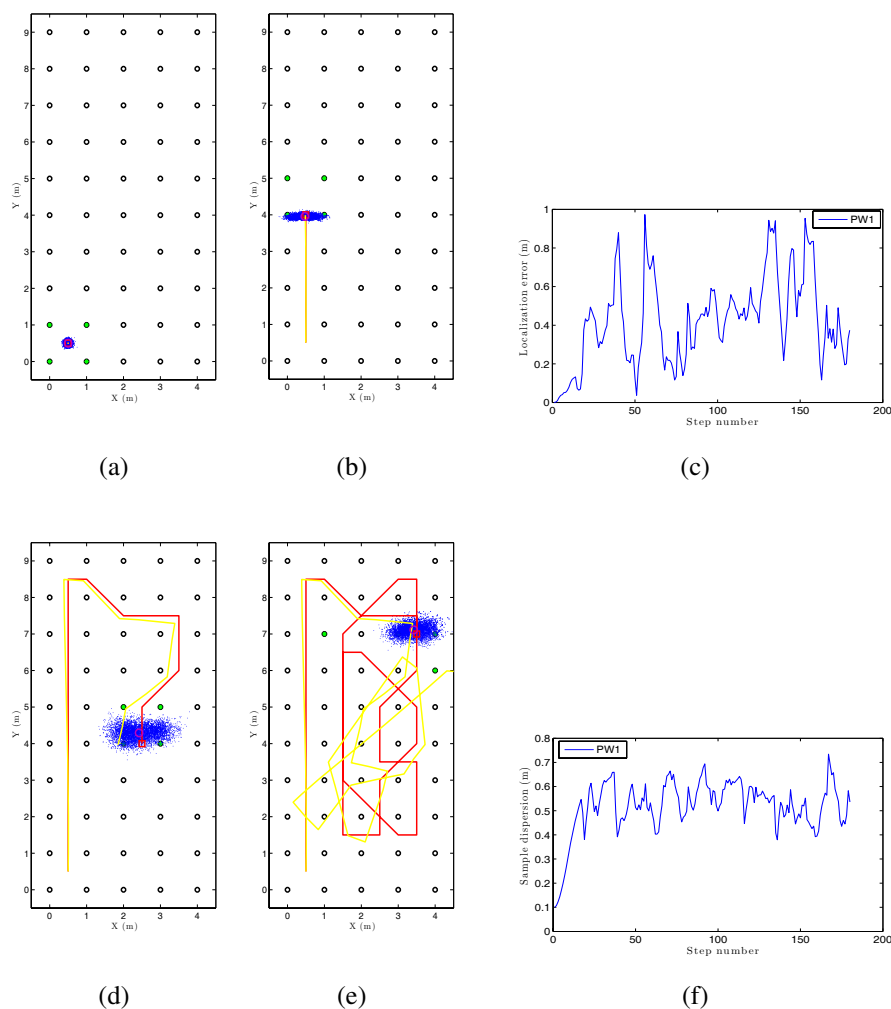 9
8
7
6
5
4
3
2
1
0
Y (m)
0 1 2 3 4
X (m)
(a)
9
8
7
6
5
4
3
2
1
0
Y (m)
0 1 2 3 4
X (m)
(b)
1
0.8
0.6
0.4
0.2
0
Localization error (m)
PW1
0 50 100 150 200
Step number
(c)
9
8
7
6
5
4
3
2
1
0
Y (m)
0 1 2 3 4
X (m)
(d)
9
8
7
6
5
4
3
2
1
0
Y (m)
0 1 2 3 4
X (m)
(e)
0.8
0.7
0.6
0.5
0.4
0.3
0.2
0.1
0
Sample dispersion (m)
PW1
0 50 100 150 200
Step number
(f)